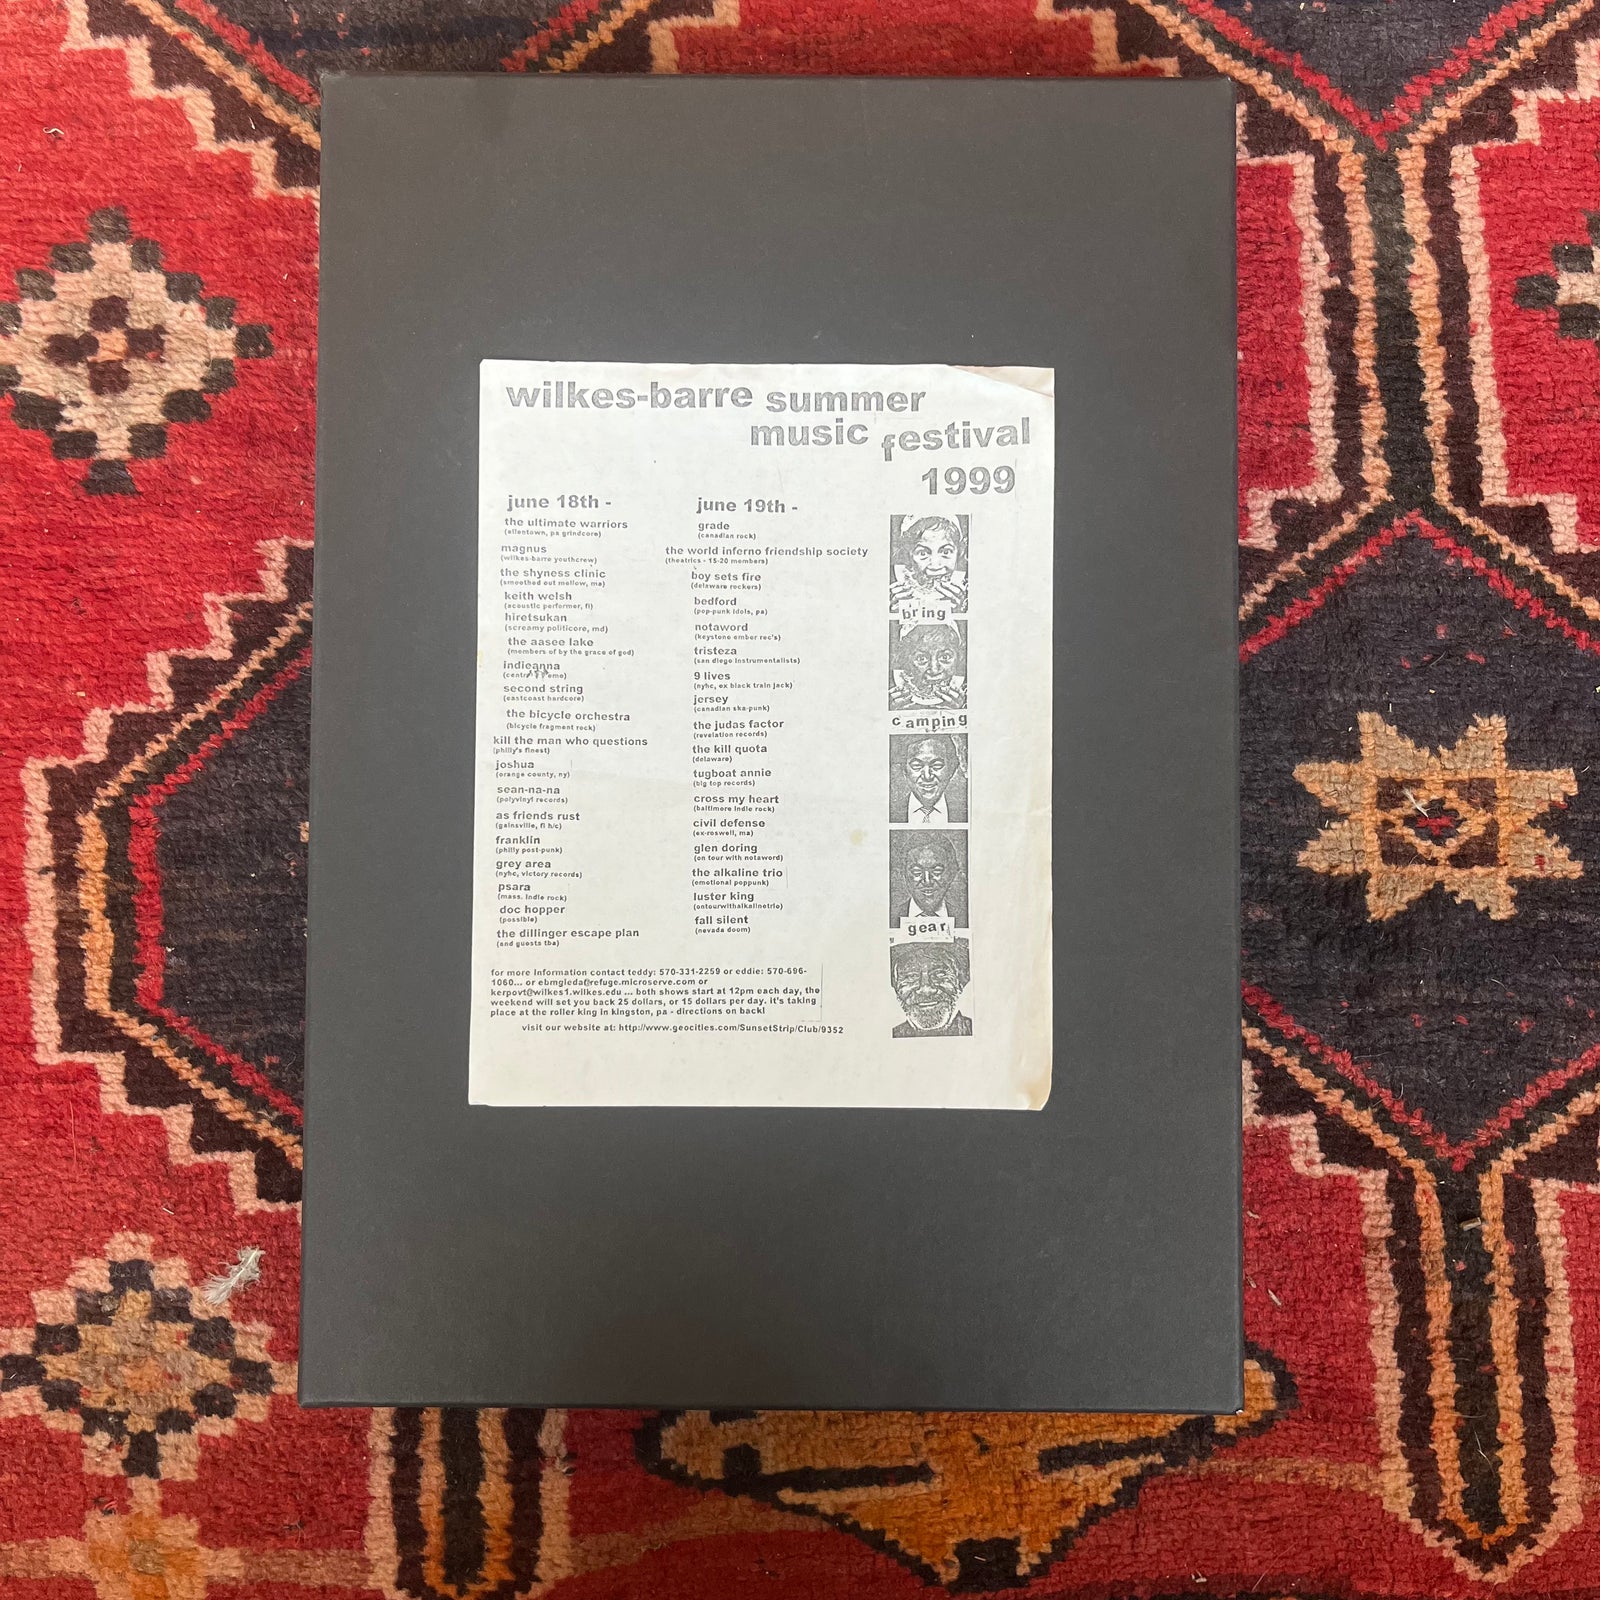 wilkes-barre summer
music festival
1999
june 18th -
the ultimate warriors
(allentown, pa grindcore)
magnus
(wilkes-barre youthcrew)
the shyness clinic
(smoothed out mellow, ma)
keith welsh
(acoustic performer, fl)
hiretsukan
(screamy politicore, md)
the aasee lake
(members of by the grace of god)
indieanna
emo)
second string
(eastcoast hardcore)
the bicycle orchestra
(bicycle fragment rock)
kill the man who questions
(philly's finest)
joshua
(orange county, ny)
sean-na-na
(polyvinyl records)
as friends rust
(gainsville, fl h/c)
franklin
(philly post-punk)
grey area
(nyhc, victory records)
psara
(mass. indie rock)
doc hopper
(possible)
the dillinger escape plan
(and guests tba)
june 19th -
grade
(canadian rock)
the world inferno friendship society
(theatrics - 15-20 members)
boy sets fire
(delaware rockers)
bedford
(pop-punk idols, pa)
notaword
(keystone ember rec's)
tristeza
(san diego instrumentalists)
9 lives
(nyhc, ex black train jack)
jersey
(canadian ska-punk)
the judas factor
(revelation records)
the kill quota
(delaware)
tugboat annie
(big top records)
cross my heart
(baltimore indie rock)
civil defense
(ex-roswell, ma)
glen doring
(on tour with notaword)
the alkaline trio
(emotional poppunk)
luster king
(ontourwithalkalinetrio)
fall silent
(nevada doom)
bring
camping
gear
for more information contact teddy: 570-331-2259 or eddie: 570-696-
1060... or ebmgleda@refuge.microserve.com or
kerpovt@wilkes1.wilkes.edu ... both shows start at 12pm each day, the
weekend will set you back 25 dollars, or 15 dollars per day. it's taking
place at the roller king in kingston, pa - directions on back!
visit our website at: http://www.geocities.com/SunsetStrip/Club/9352